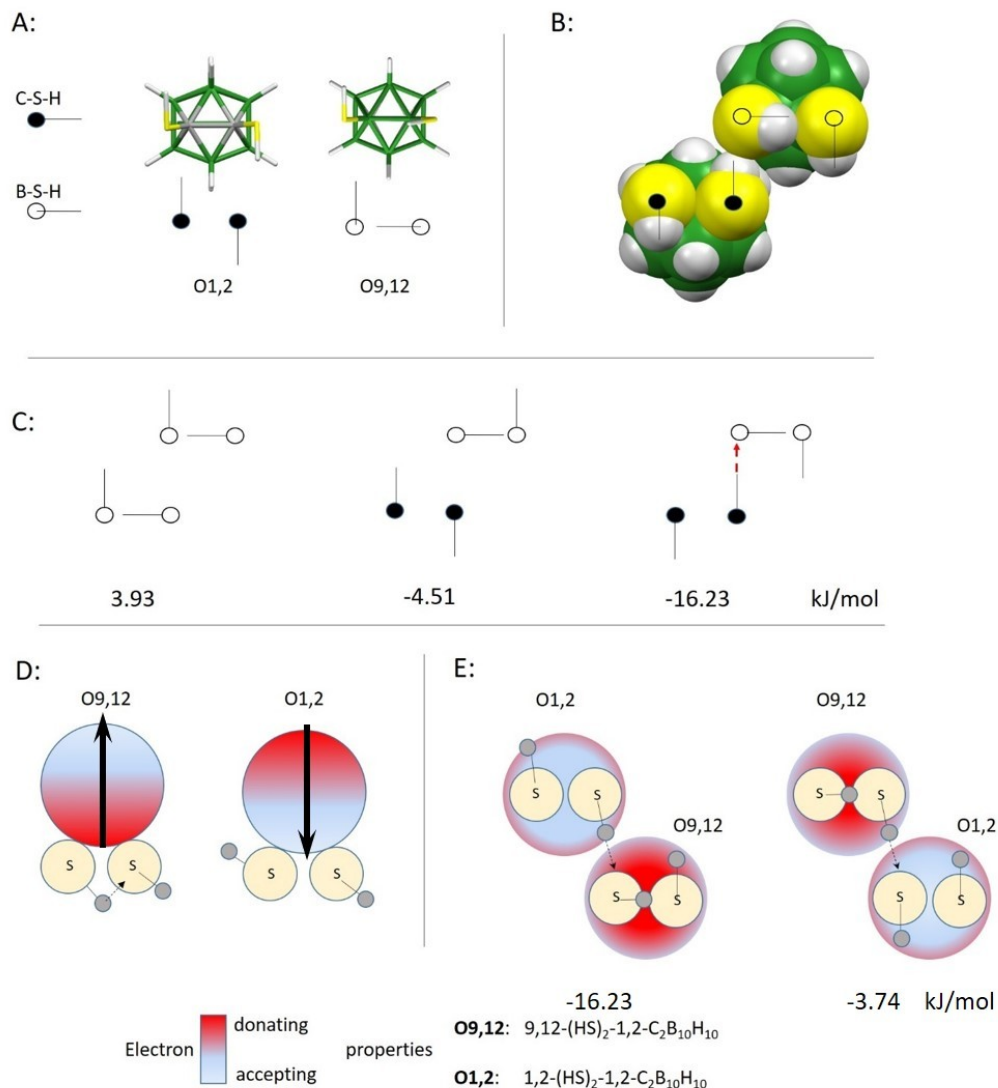 A:
B:
C-S-H
B-S-H
O1,2
O9,12
C:
3.93
-4.51
-16.23
kJ/mol
D:
O9,12
O1,2
S
S
S
S
E:
O1,2
O9,12
S
S
O9,12
O1,2
S
S
S
S
S
S
-16.23
-3.74
kJ/mol
Electron
donating
accepting
properties
O9,12: 9,12-(HS)₂-1,2-C₂B₁₀H₁₀
O1,2: 1,2-(HS)₂-1,2-C₂B₁₀H₁₀